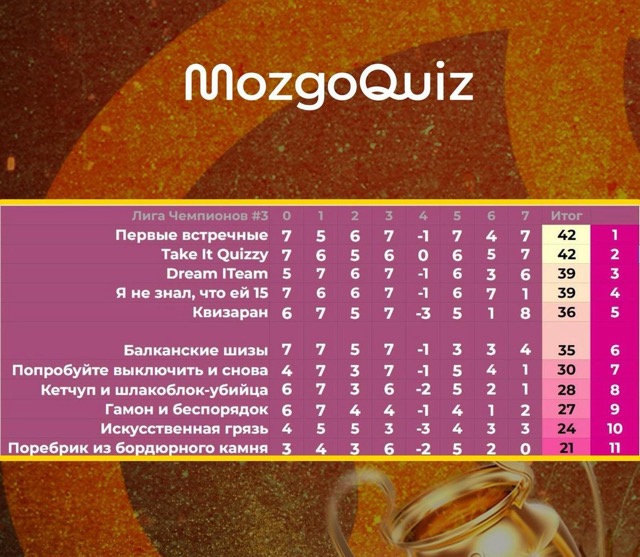 MozgoQuiz
Лига Чемпионов #3 0 1 2 3 4 5 6 7 Итог
Первые встречные 7 5 6 7 -1 7 4 7 42 1
Take It Quizzy 7 6 5 6 0 6 5 7 42 2
Dream ITeam 5 7 6 7 -1 6 3 6 39 3
Я не знал, что ей 15 7 6 6 7 -1 6 7 1 39 4
Квизаран 6 7 5 7 -3 5 1 8 36 5
Балканские шизы 7 7 5 7 -1 3 3 4 35 6
Попробуйте выключить и снова 4 7 3 7 -1 5 4 1 30 7
Кетчуп и шлакоблок-убийца 6 7 3 6 -2 5 2 1 28 8
Гамон и беспорядок 6 7 4 4 -1 4 1 2 27 9
Искусственная грязь 4 5 5 3 -3 4 3 3 24 10
Поребрик из бордюрного камня 3 4 3 6 -2 5 2 0 21 11